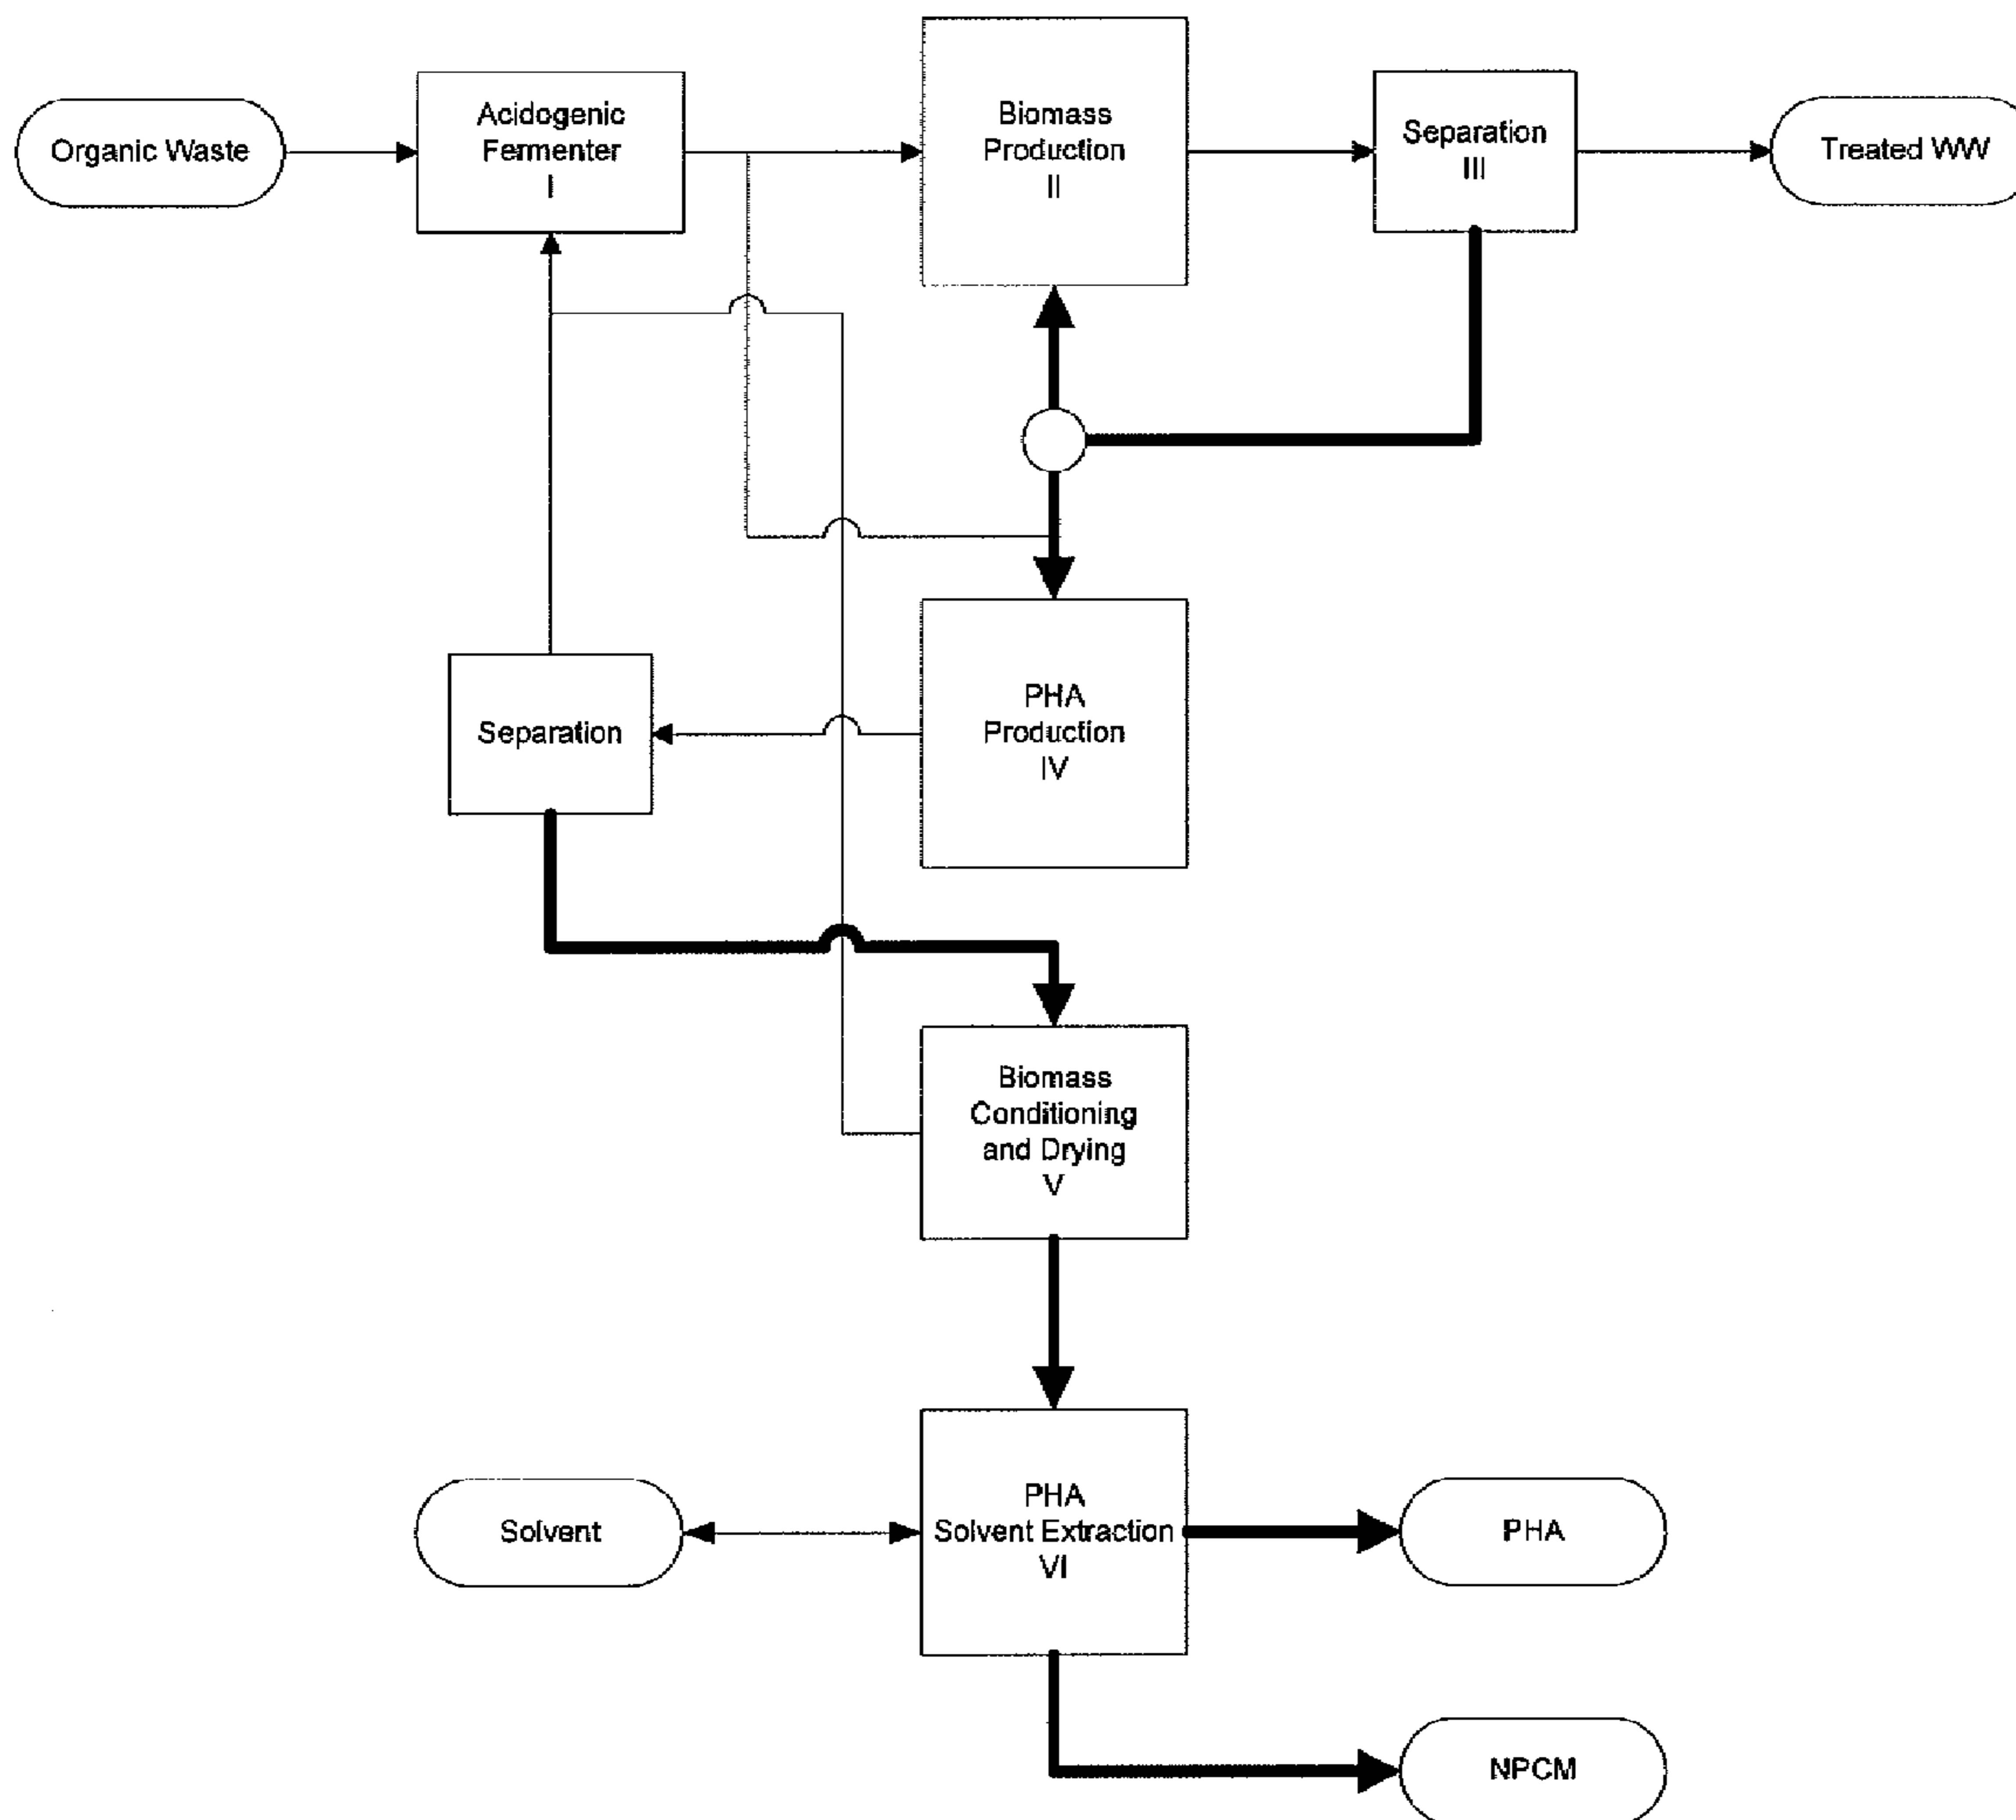 Organic Waste
Acidogenic
Fermenter
I
Biomass
Production
II
Separation
III
Treated WW
Separation
PHA
Production
IV
Biomass
Conditioning
and Drying
V
Solvent
PHA
Solvent Extraction
VI
PHA
NPCM